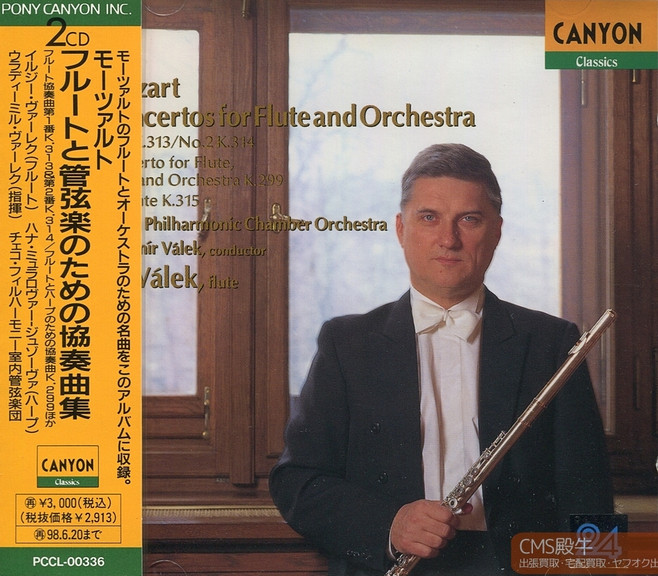 PONY CANYON INC.
2CD
モーツァルトのフルートとオーケストラのための名曲をこのアルバムに収録。
モーツァルト
フルートと管弦楽のための協奏曲集
フルート協奏曲第1番K.313&第2番K.314/フルートとハープのための協奏曲K.299ほか
イルジー・ヴァーレク(フルート) ハナ・ミュラロヴァー=ジュゾーヴァ(ハープ)
ウラディーミル・ヴァーレク(指揮) チェコ・フィルハーモニー室内管弦楽団
CANYON
Classics
再 ¥3,000(税込)
(税抜価格¥2,913)
再 98.6.20まで
PCCL-00336
CANYON
Classics
zart
certos for Flute and Orchestra
.313/No.2 K.314
erto for Flute,
and Orchestra K.299
te K.315
Philharmonic Chamber Orchestra
ír Válek, conductor
Válek, flute
24
CMS殿牛
出張買取・宅配買取・ヤフオク出